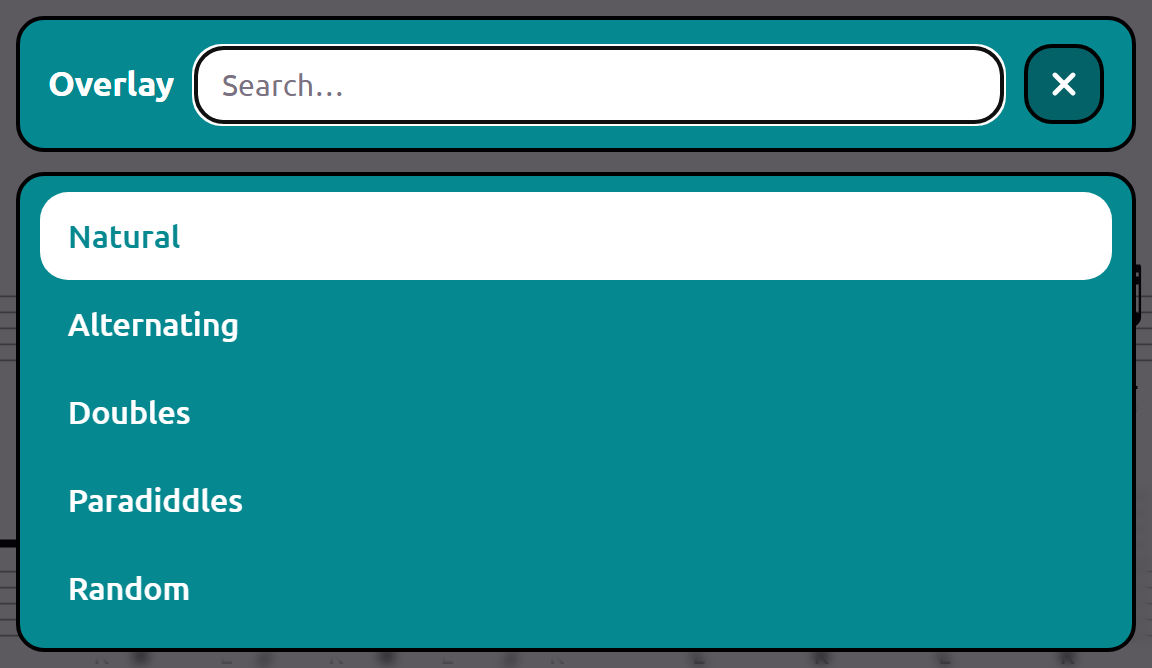 Overlay
Search...
Natural
Alternating
Doubles
Paradiddles
Random